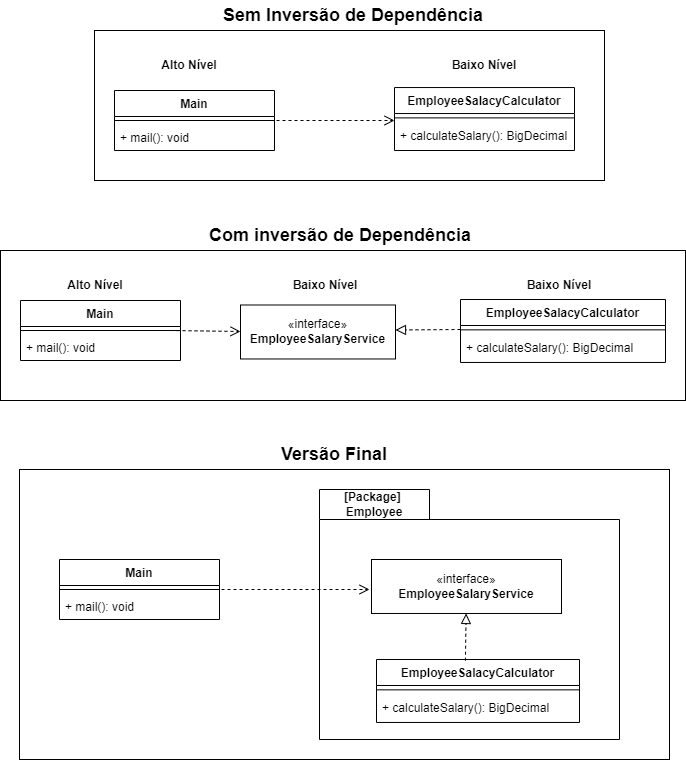 Sem Inversão de Dependência
Alto Nível
Baixo Nível
Main
+ mail(): void
EmployeeSalacyCalculator
+ calculateSalary(): BigDecimal
Com inversão de Dependência
Alto Nível
Baixo Nível
Baixo Nível
Main
+ mail(): void
«interface»
EmployeeSalaryService
EmployeeSalacyCalculator
+ calculateSalary(): BigDecimal
Versão Final
[Package]
Employee
Main
+ mail(): void
«interface»
EmployeeSalaryService
EmployeeSalacyCalculator
+ calculateSalary(): BigDecimal